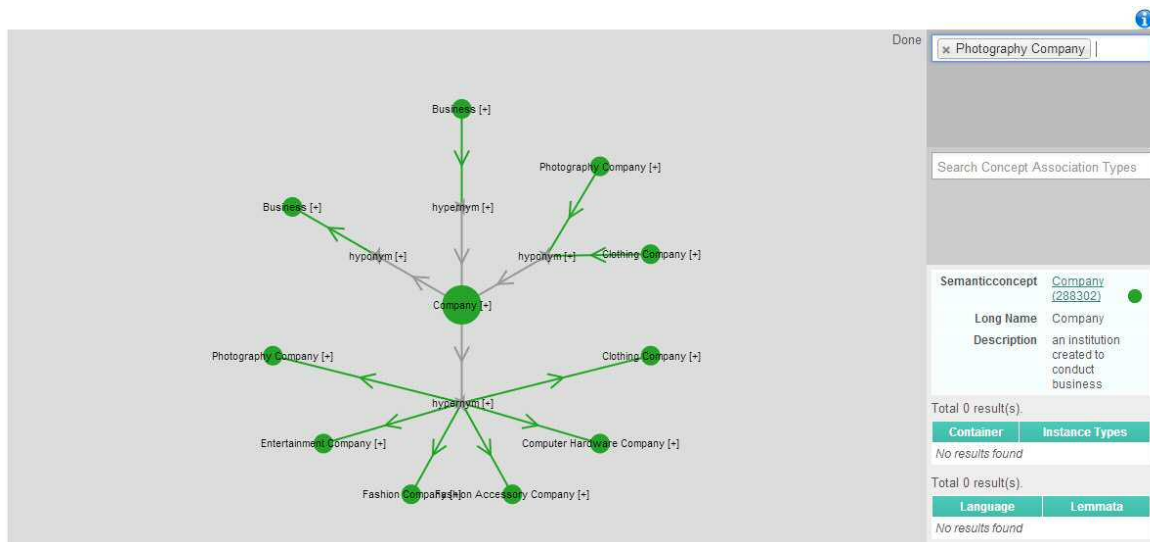 Done
× Photography Company
Business [+]
Photography Company [+]
Search Concept Association Types
Business [+]
hypernym [+]
hyponym [+]
hyponym [+]
Clothing Company [+]
Company [+]
Semanticconcept Company (288302)
Long Name Company
Description an institution
created to
conduct
business
Photography Company [+]
Clothing Company [+]
hypernym [+]
Total 0 result(s).
Container Instance Types
No results found
Entertainment Company [+]
Computer Hardware Company [+]
Fashion Company [+]
Fashion Accessory Company [+]
Total 0 result(s).
Language Lemmata
No results found